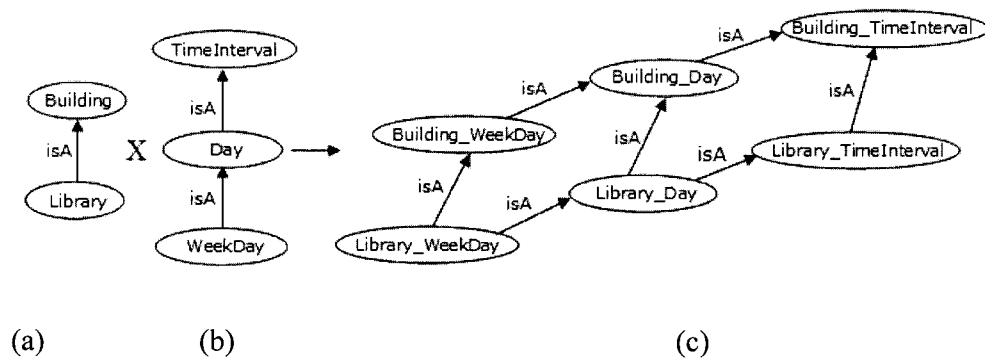 TimeInterval
isA
Building
isA
X
Day
isA
Library
WeekDay
Building_TimeInterval
isA
Building_Day
isA
isA
Building_WeekDay
isA
isA
Library_TimeInterval
isA
isA
Library_Day
Library_WeekDay
(a)
(b)
(c)